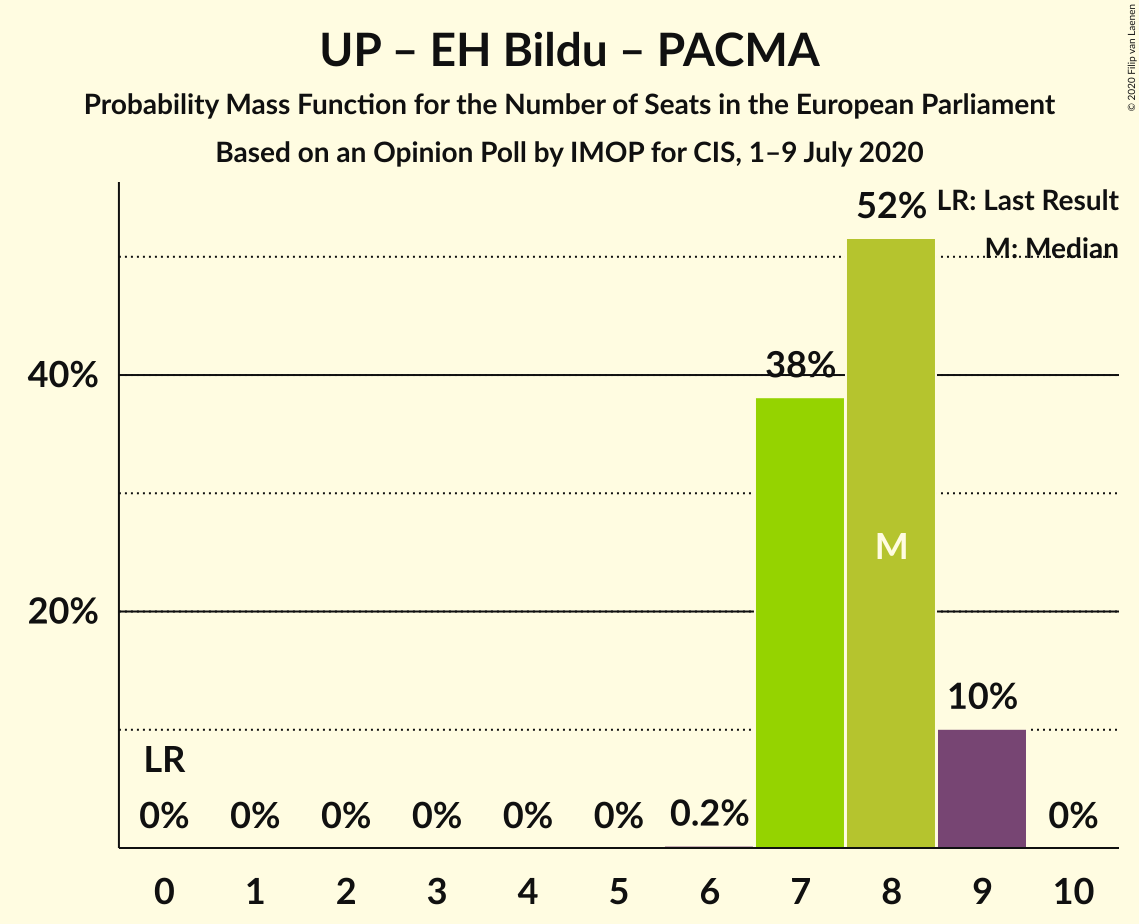 UP – EH Bildu – PACMA
Probability Mass Function for the Number of Seats in the European Parliament
Based on an Opinion Poll by IMOP for CIS, 1–9 July 2020
© 2020 Filip van Laenen
52%
LR: Last Result
M: Median
38%
40%
M
20%
10%
LR
0%
0%
0%
0%
0%
0%
0.2%
0%
0 1 2 3 4 5 6 7 8 9 10